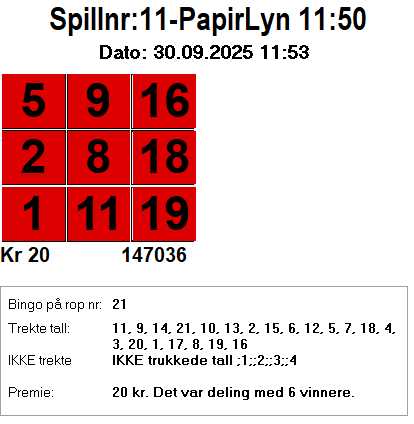 Spillnr:11-PapirLyn 11:50
Dato: 30.09.2025 11:53
5 9 16
2 8 18
1 11 19
Kr 20 147036
Bingo på rop nr: 21
Trekte tall: 11, 9, 14, 21, 10, 13, 2, 15, 6, 12, 5, 7, 18, 4,
3, 20, 1, 17, 8, 19, 16
IKKE trekte IKKE trukkede tall ;1;;2;;3;;4
Premie: 20 kr. Det var deling med 6 vinnere.